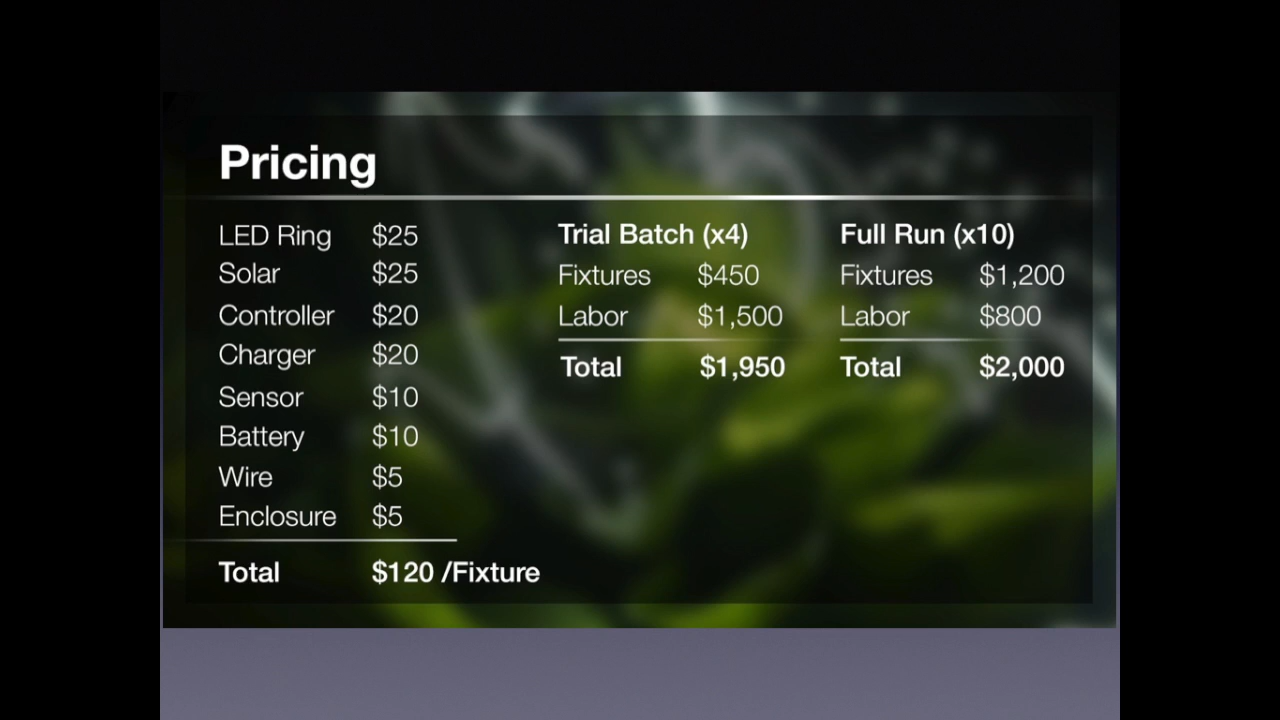 Pricing
LED Ring $25
Solar $25
Controller $20
Charger $20
Sensor $10
Battery $10
Wire $5
Enclosure $5
Total $120 /Fixture
Trial Batch (x4)
Fixtures $450
Labor $1,500
Total $1,950
Full Run (x10)
Fixtures $1,200
Labor $800
Total $2,000